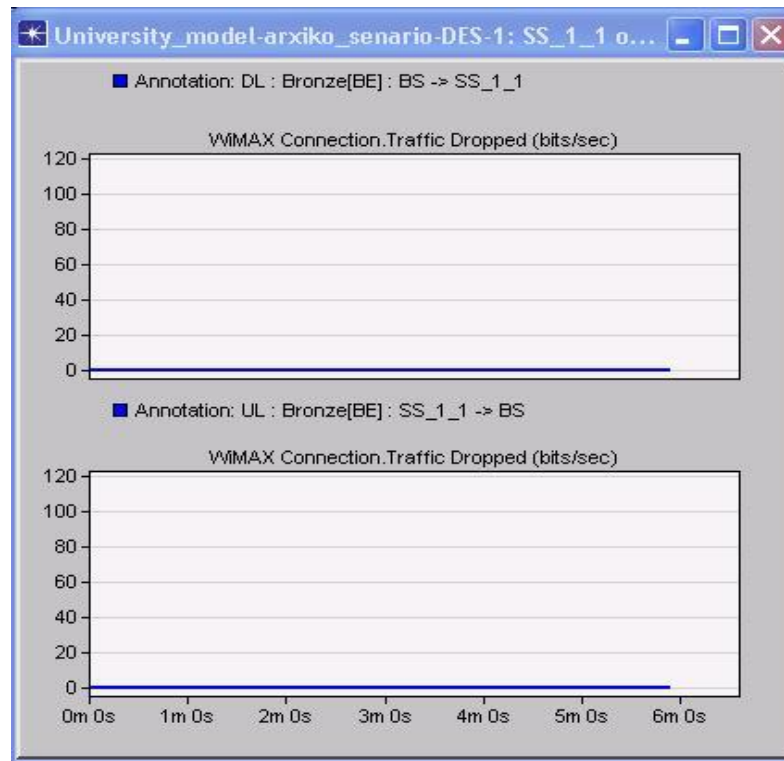 University_model-arxiko_senario-DES-1: SS_1_1 o...
Annotation: DL : Bronze[BE] : BS -> SS_1_1
WiMAX Connection.Traffic Dropped (bits/sec)
120
100
80
60
40
20
0
Annotation: UL : Bronze[BE] : SS_1_1 -> BS
WiMAX Connection.Traffic Dropped (bits/sec)
120
100
80
60
40
20
0
0m 0s 1m 0s 2m 0s 3m 0s 4m 0s 5m 0s 6m 0s